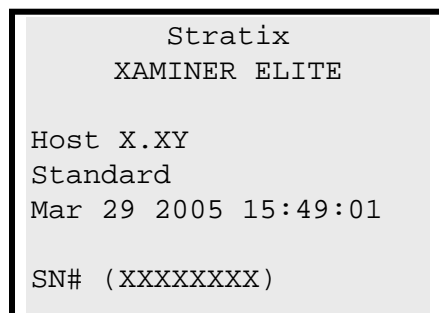 Stratix
XAMINER ELITE
Host X.XY
Standard
Mar 29 2005 15:49:01
SN# (XXXXXXXX)